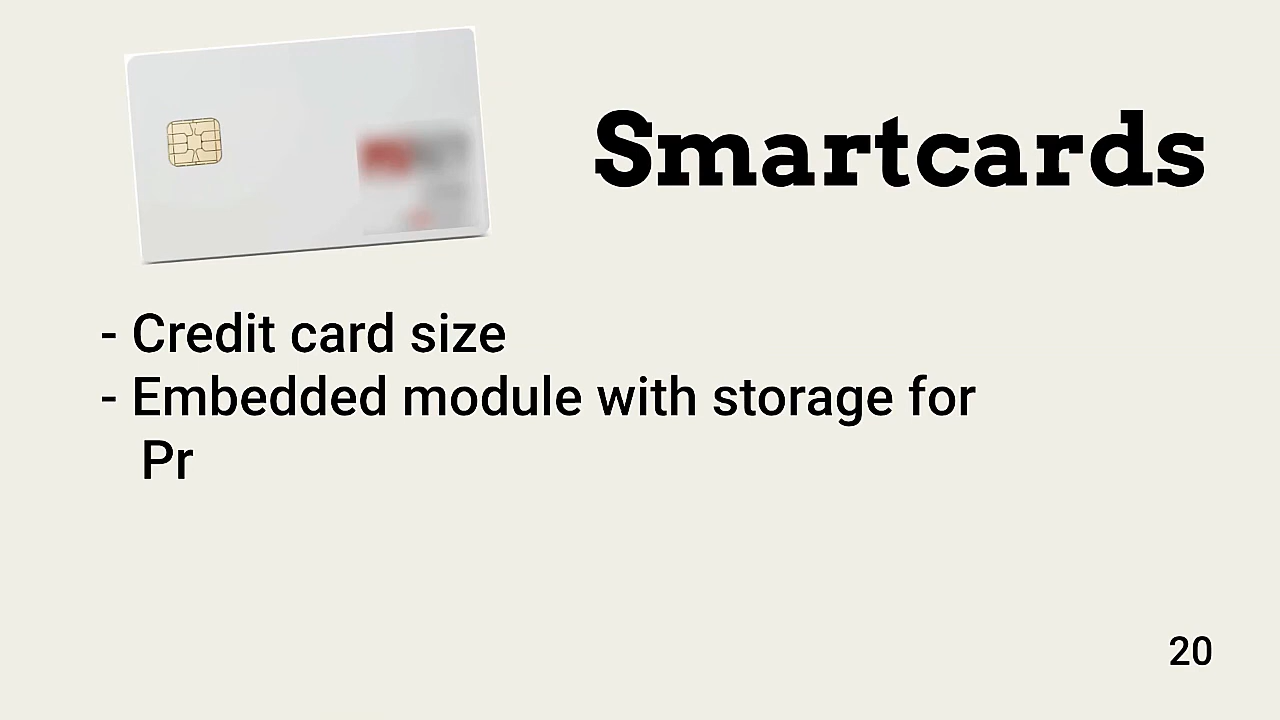 Smartcards
- Credit card size
- Embedded module with storage for
Pr
20